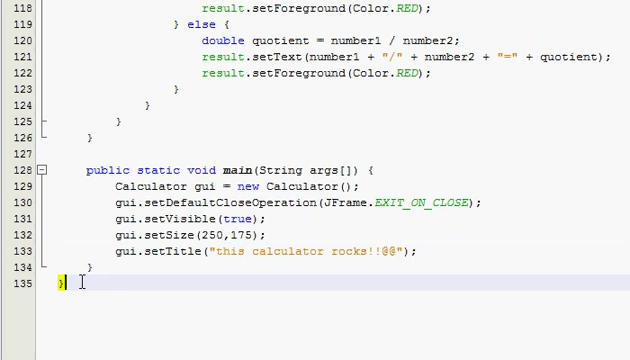 118 result.setForeground(Color.RED);
119 } else {
120 double quotient = number1 / number2;
121 result.setText(number1 + "/" + number2 + "=" + quotient);
122 result.setForeground(Color.RED);
123 }
124 }
125 }
126 }
127
128 public static void main(String args[]) {
129 Calculator gui = new Calculator();
130 gui.setDefaultCloseOperation(JFrame.EXIT_ON_CLOSE);
131 gui.setVisible(true);
132 gui.setSize(250,175);
133 gui.setTitle("this calculator rocks!!@@");
134 }
135 }